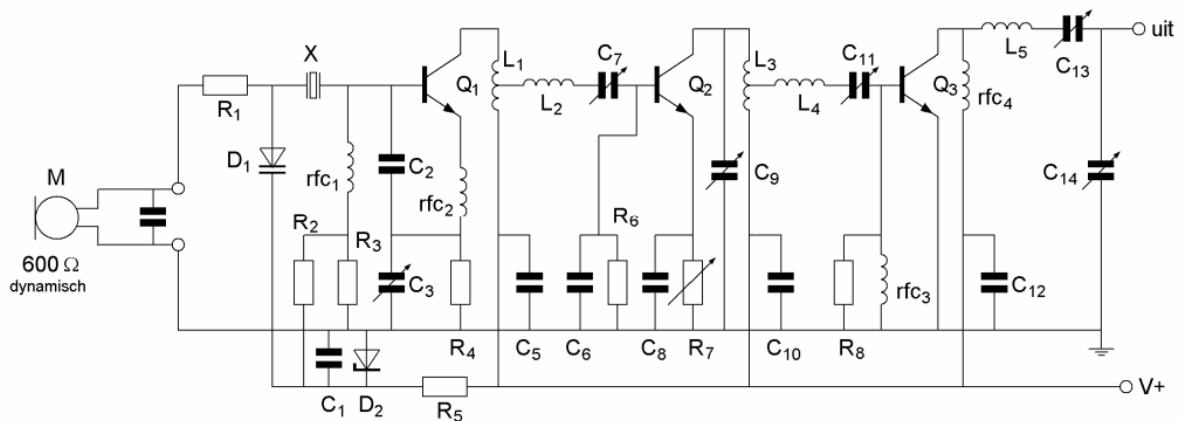 uit
C13
L5
C11
L3
C7
L1
X
Q1
Q2
Q3
rfc4
L4
L2
R1
D1
C2
C9
C14
M
rfc1
rfc2
R6
R2
R3
600 Ω
dynamisch
C3
rfc3
C12
R4
C5
C6
C8
R7
C10
R8
C1
D2
R5
V+